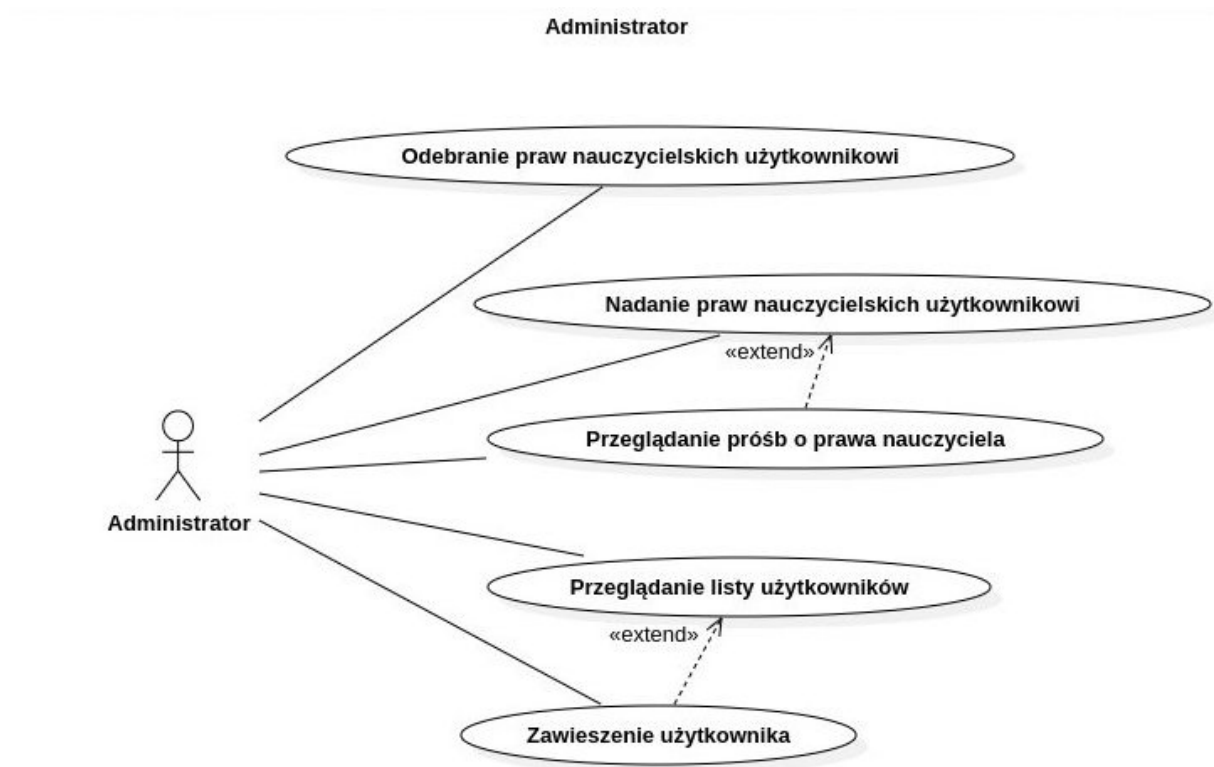 Administrator
Odebranie praw nauczycielskich użytkownikowi
Nadanie praw nauczycielskich użytkownikowi
«extend»
Przeglądanie próśb o prawa nauczyciela
Administrator
Przeglądanie listy użytkowników
«extend»
Zawieszenie użytkownika